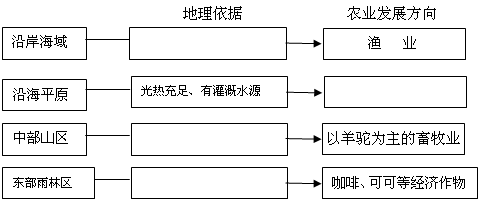 地理依据 农业发展方向
沿岸海域 渔 业
沿海平原 光热充足、有灌溉水源
中部山区 以羊驼为主的畜牧业
东部雨林区 咖啡、可可等经济作物